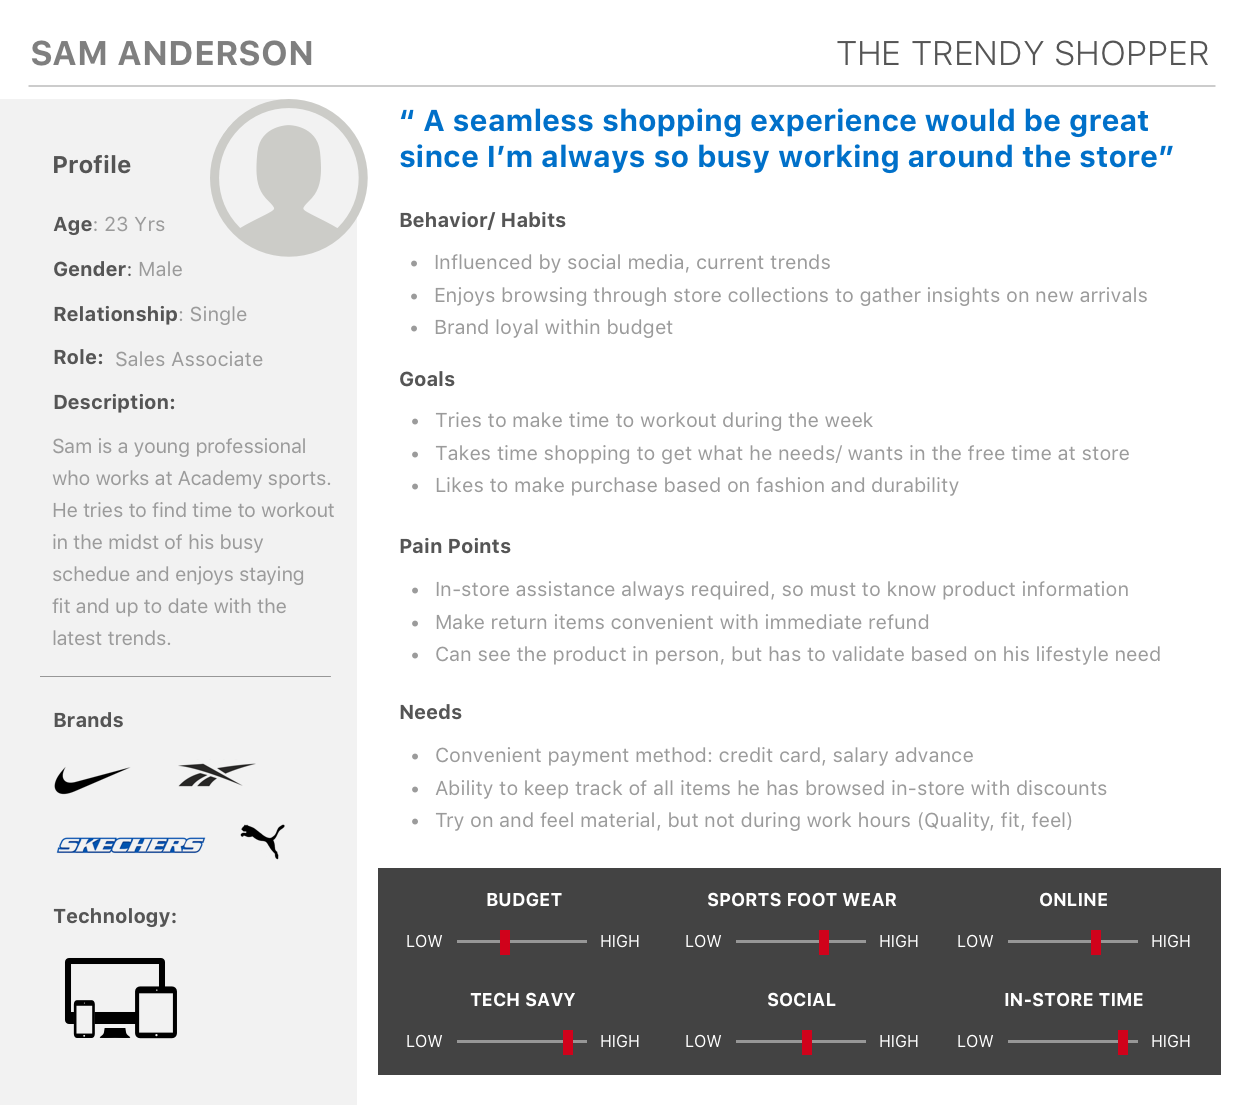 SAM ANDERSON
THE TRENDY SHOPPER
Profile
Age: 23 Yrs
Gender: Male
Relationship: Single
Role: Sales Associate
Description:
Sam is a young professional
who works at Academy sports.
He tries to find time to workout
in the midst of his busy
schedue and enjoys staying
fit and up to date with the
latest trends.
Brands
SKECHERS
Technology:
“ A seamless shopping experience would be great
since I’m always so busy working around the store”
Behavior/ Habits
• Influenced by social media, current trends
• Enjoys browsing through store collections to gather insights on new arrivals
• Brand loyal within budget
Goals
• Tries to make time to workout during the week
• Takes time shopping to get what he needs/ wants in the free time at store
• Likes to make purchase based on fashion and durability
Pain Points
• In-store assistance always required, so must to know product information
• Make return items convenient with immediate refund
• Can see the product in person, but has to validate based on his lifestyle need
Needs
• Convenient payment method: credit card, salary advance
• Ability to keep track of all items he has browsed in-store with discounts
• Try on and feel material, but not during work hours (Quality, fit, feel)
BUDGET
LOW HIGH
SPORTS FOOT WEAR
LOW HIGH
ONLINE
LOW HIGH
TECH SAVY
LOW HIGH
SOCIAL
LOW HIGH
IN-STORE TIME
LOW HIGH